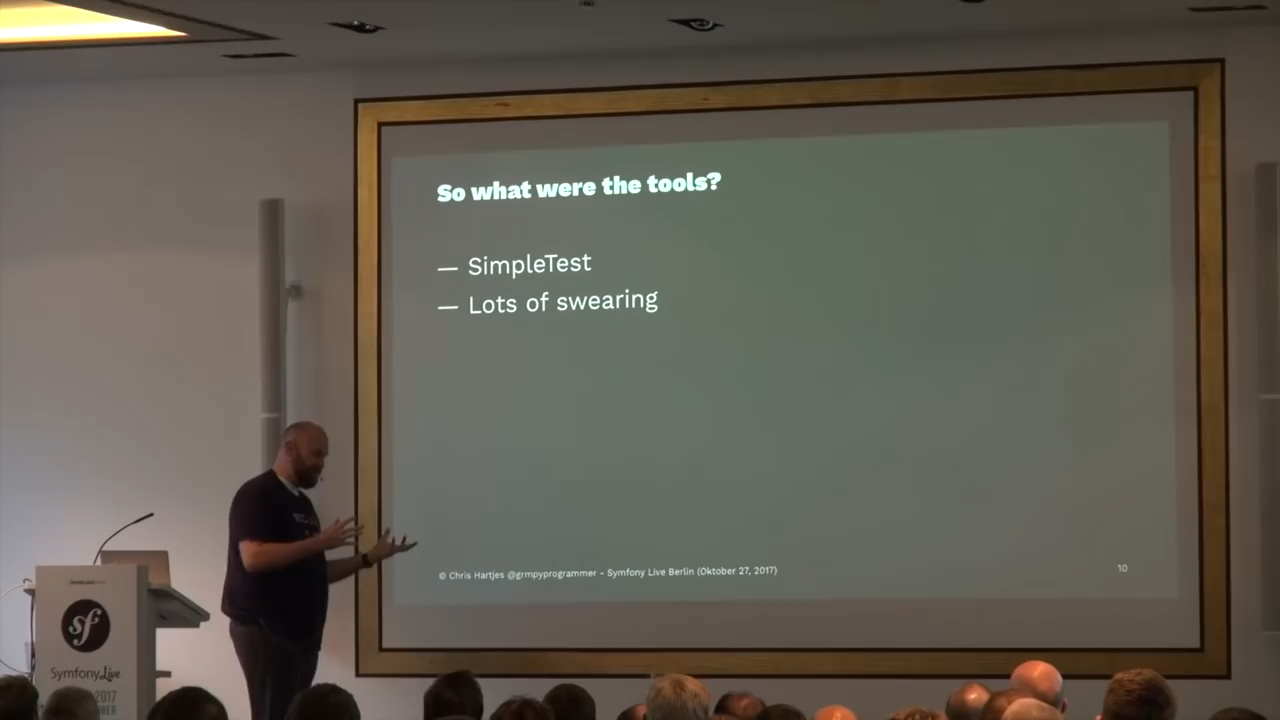 So what were the tools?
— SimpleTest
— Lots of swearing
© Chris Hartjes @grmpyprogrammer - Symfony Live Berlin (Oktober 27, 2017)
10
sf
SymfonyLive
2017